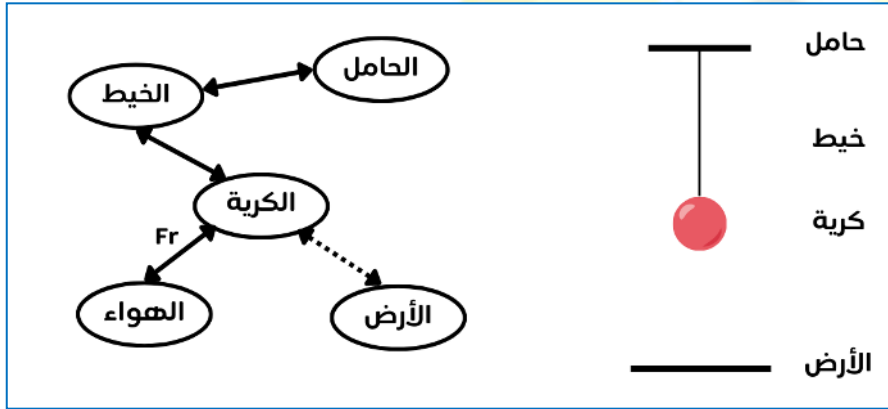 الحامل
الخيط
الكرية
Fr
الهواء
الأرض
حامل
خيط
كرية
الأرض